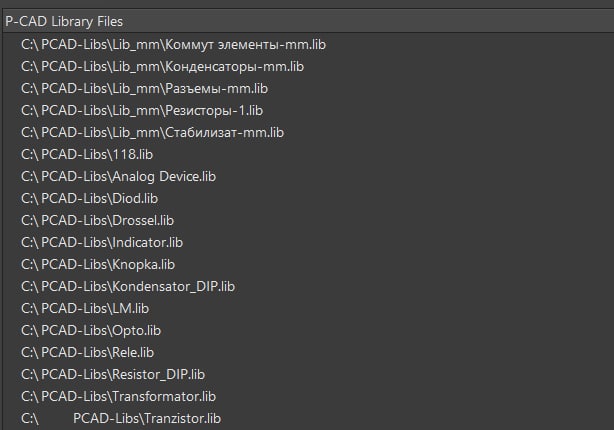 P-CAD Library Files
C:\ PCAD-Libs\Lib_mm\Коммут элементы-mm.lib
C:\ PCAD-Libs\Lib_mm\Конденсаторы-mm.lib
C:\ PCAD-Libs\Lib_mm\Разъемы-mm.lib
C:\ PCAD-Libs\Lib_mm\Резисторы-1.lib
C:\ PCAD-Libs\Lib_mm\Стабилизат-mm.lib
C:\ PCAD-Libs\118.lib
C:\ PCAD-Libs\Analog Device.lib
C:\ PCAD-Libs\Diod.lib
C:\ PCAD-Libs\Drossel.lib
C:\ PCAD-Libs\Indicator.lib
C:\ PCAD-Libs\Knopka.lib
C:\ PCAD-Libs\Kondensator_DIP.lib
C:\ PCAD-Libs\LM.lib
C:\ PCAD-Libs\Opto.lib
C:\ PCAD-Libs\Rele.lib
C:\ PCAD-Libs\Resistor_DIP.lib
C:\ PCAD-Libs\Transformator.lib
C:\ PCAD-Libs\Tranzistor.lib